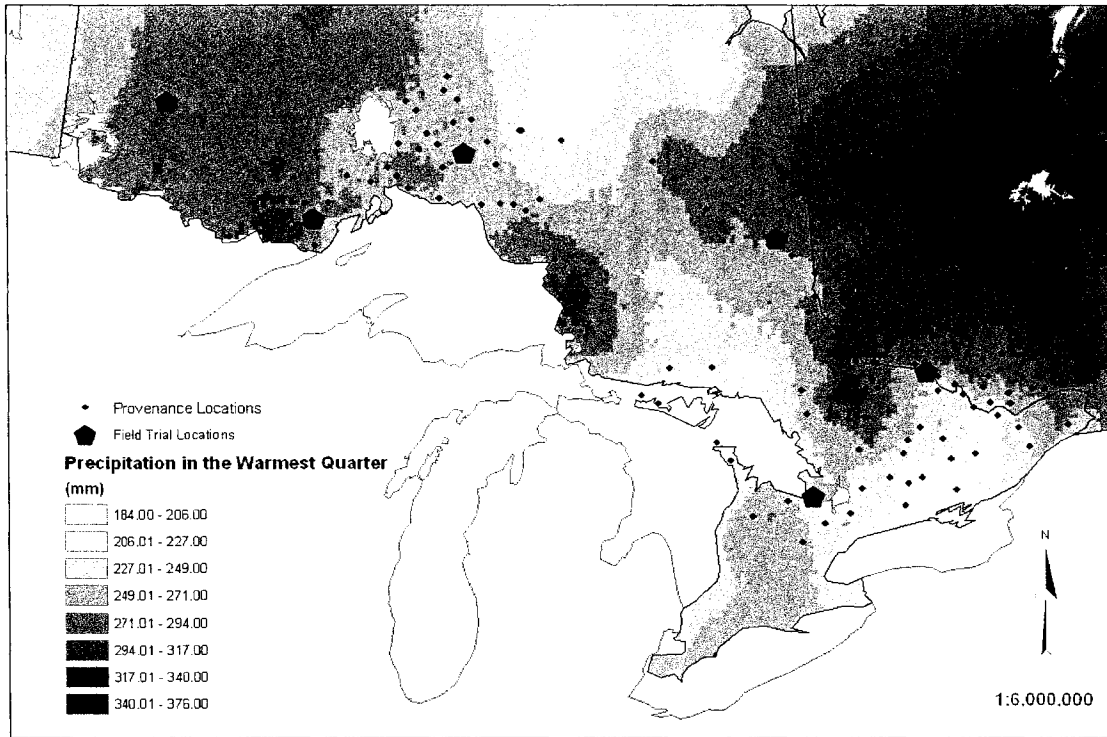 Provenance Locations
Field Trial Locations
Precipitation in the Warmest Quarter
(mm)
184.00 - 206.00
206.01 - 227.00
227.01 - 249.00
249.01 - 271.00
271.01 - 294.00
294.01 - 317.00
317.01 - 340.00
340.01 - 376.00
N
1:6,000,000